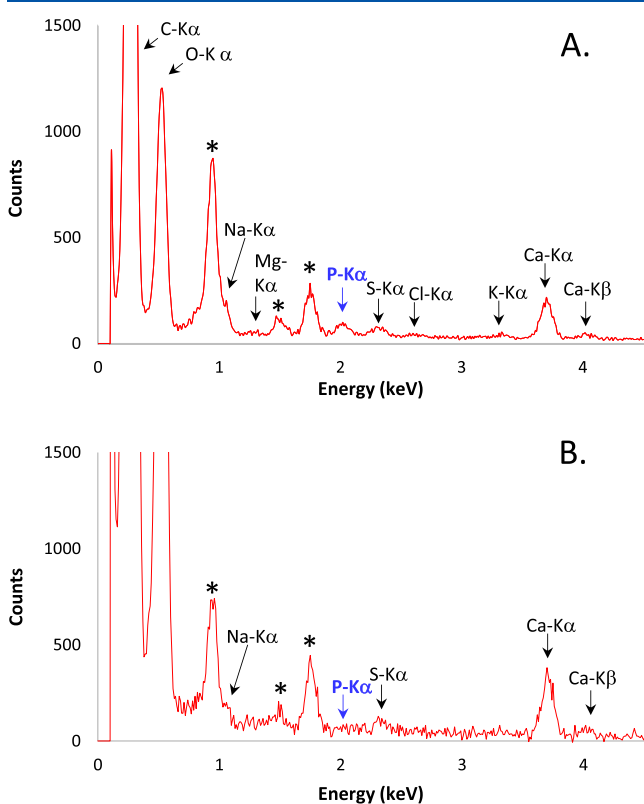 A.
1500
C-Kα
O-K α
*
1000
Counts
Na-Kα
Mg-
Kα
*
*
500
P-Kα
S-Kα
Cl-Kα
K-Kα
Ca-Kα
Ca-Kβ
0
0 1 2 3 4
Energy (keV)
B.
1500
1000
Counts
*
Na-Kα
*
*
500
P-Kα
S-Kα
Ca-Kα
Ca-Kβ
0
0 1 2 3 4
Energy (keV)